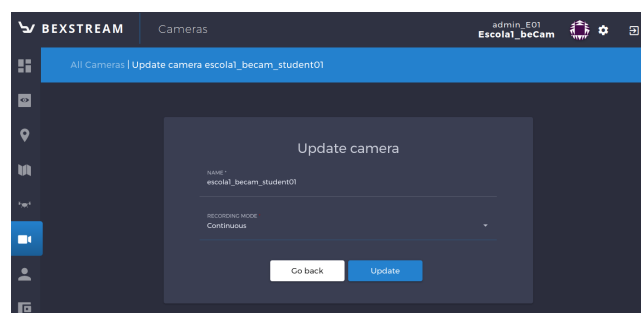 BEXSTREAM
Cameras
admin_E01
Escola1_beCam
All Cameras | Update camera escola1_becam_student01
Update camera
NAME *
escola1_becam_student01
RECORDING MODE
Continuous
Go back
Update